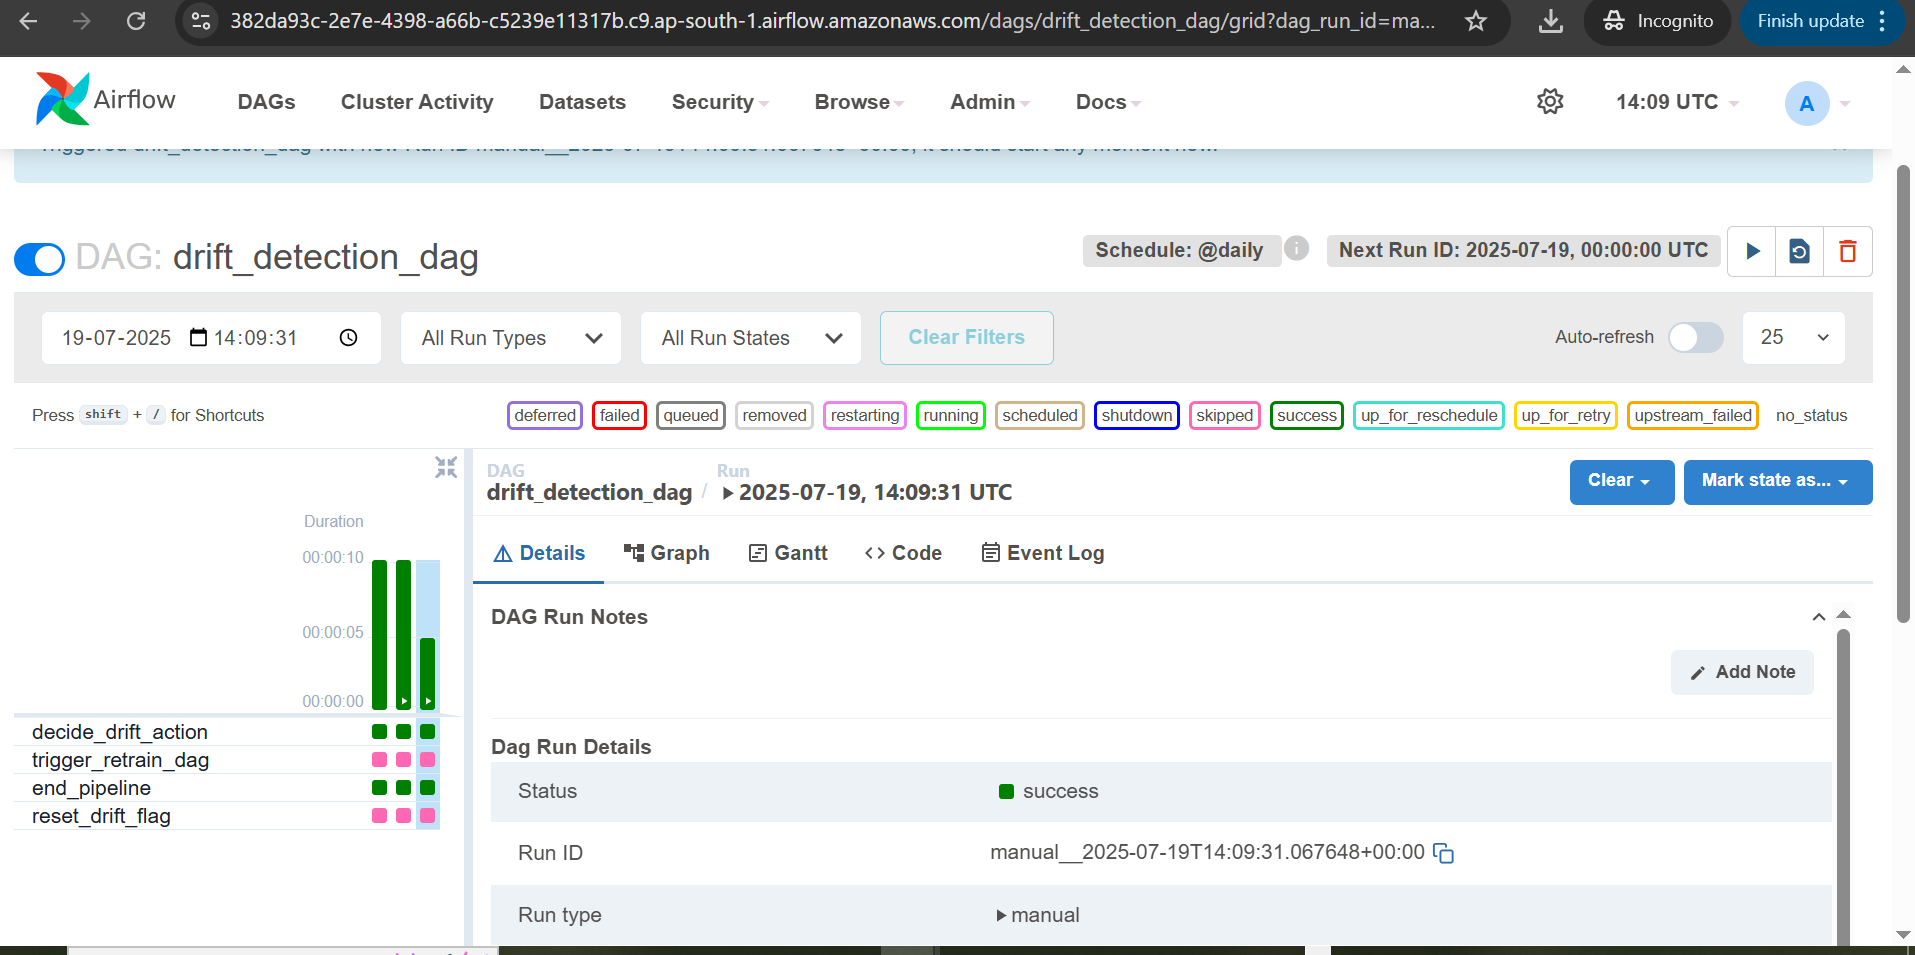 382da93c-2e7e-4398-a66b-c5239e11317b.c9.ap-south-1.airflow.amazonaws.com/dags/drift_detection_dag/grid?dag_run_id=ma...
Incognito
Finish update
Airflow
DAGs
Cluster Activity
Datasets
Security
Browse
Admin
Docs
14:09 UTC
A
DAG: drift_detection_dag
Schedule: @daily
Next Run ID: 2025-07-19, 00:00:00 UTC
19-07-2025 14:09:31
All Run Types
All Run States
Clear Filters
Auto-refresh
25
Press shift + / for Shortcuts
deferred failed queued removed restarting running scheduled shutdown skipped success up_for_reschedule up_for_retry upstream_failed no_status
Duration
00:00:10
00:00:05
00:00:00
decide_drift_action
trigger_retrain_dag
end_pipeline
reset_drift_flag
DAG
drift_detection_dag
/
Run
2025-07-19, 14:09:31 UTC
Clear
Mark state as...
Details
Graph
Gantt
Code
Event Log
DAG Run Notes
Add Note
Dag Run Details
Status success
Run ID manual__2025-07-19T14:09:31.067648+00:00
Run type manual